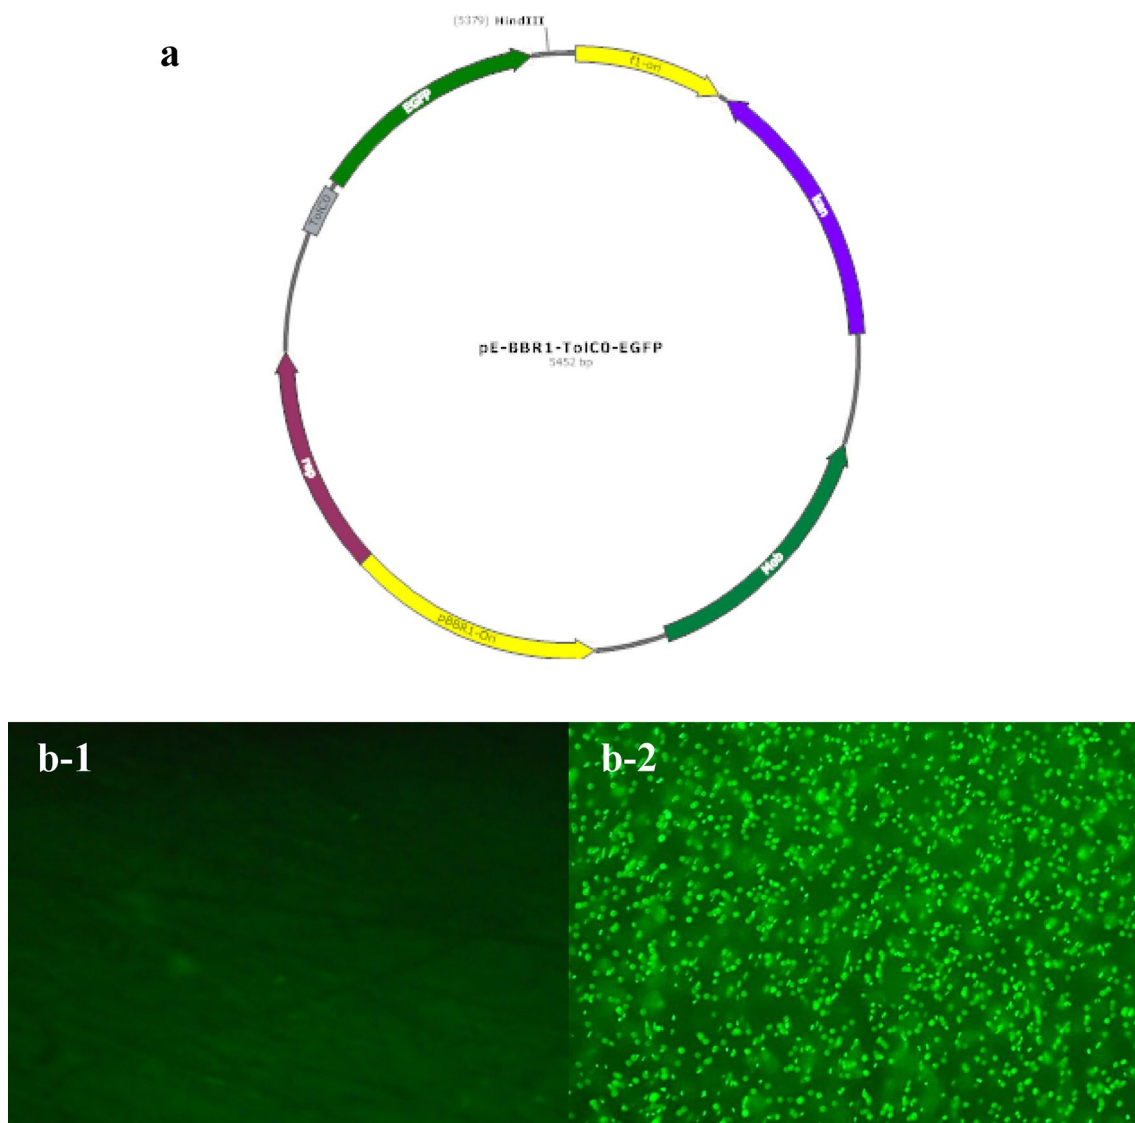 a
(5379) HindIII
f1-ori
EGFP
kan
TolC0
pE-BBR1-TolC0-EGFP
5452 bp
rep
Mob
pBBR1-Ori
b-1
b-2